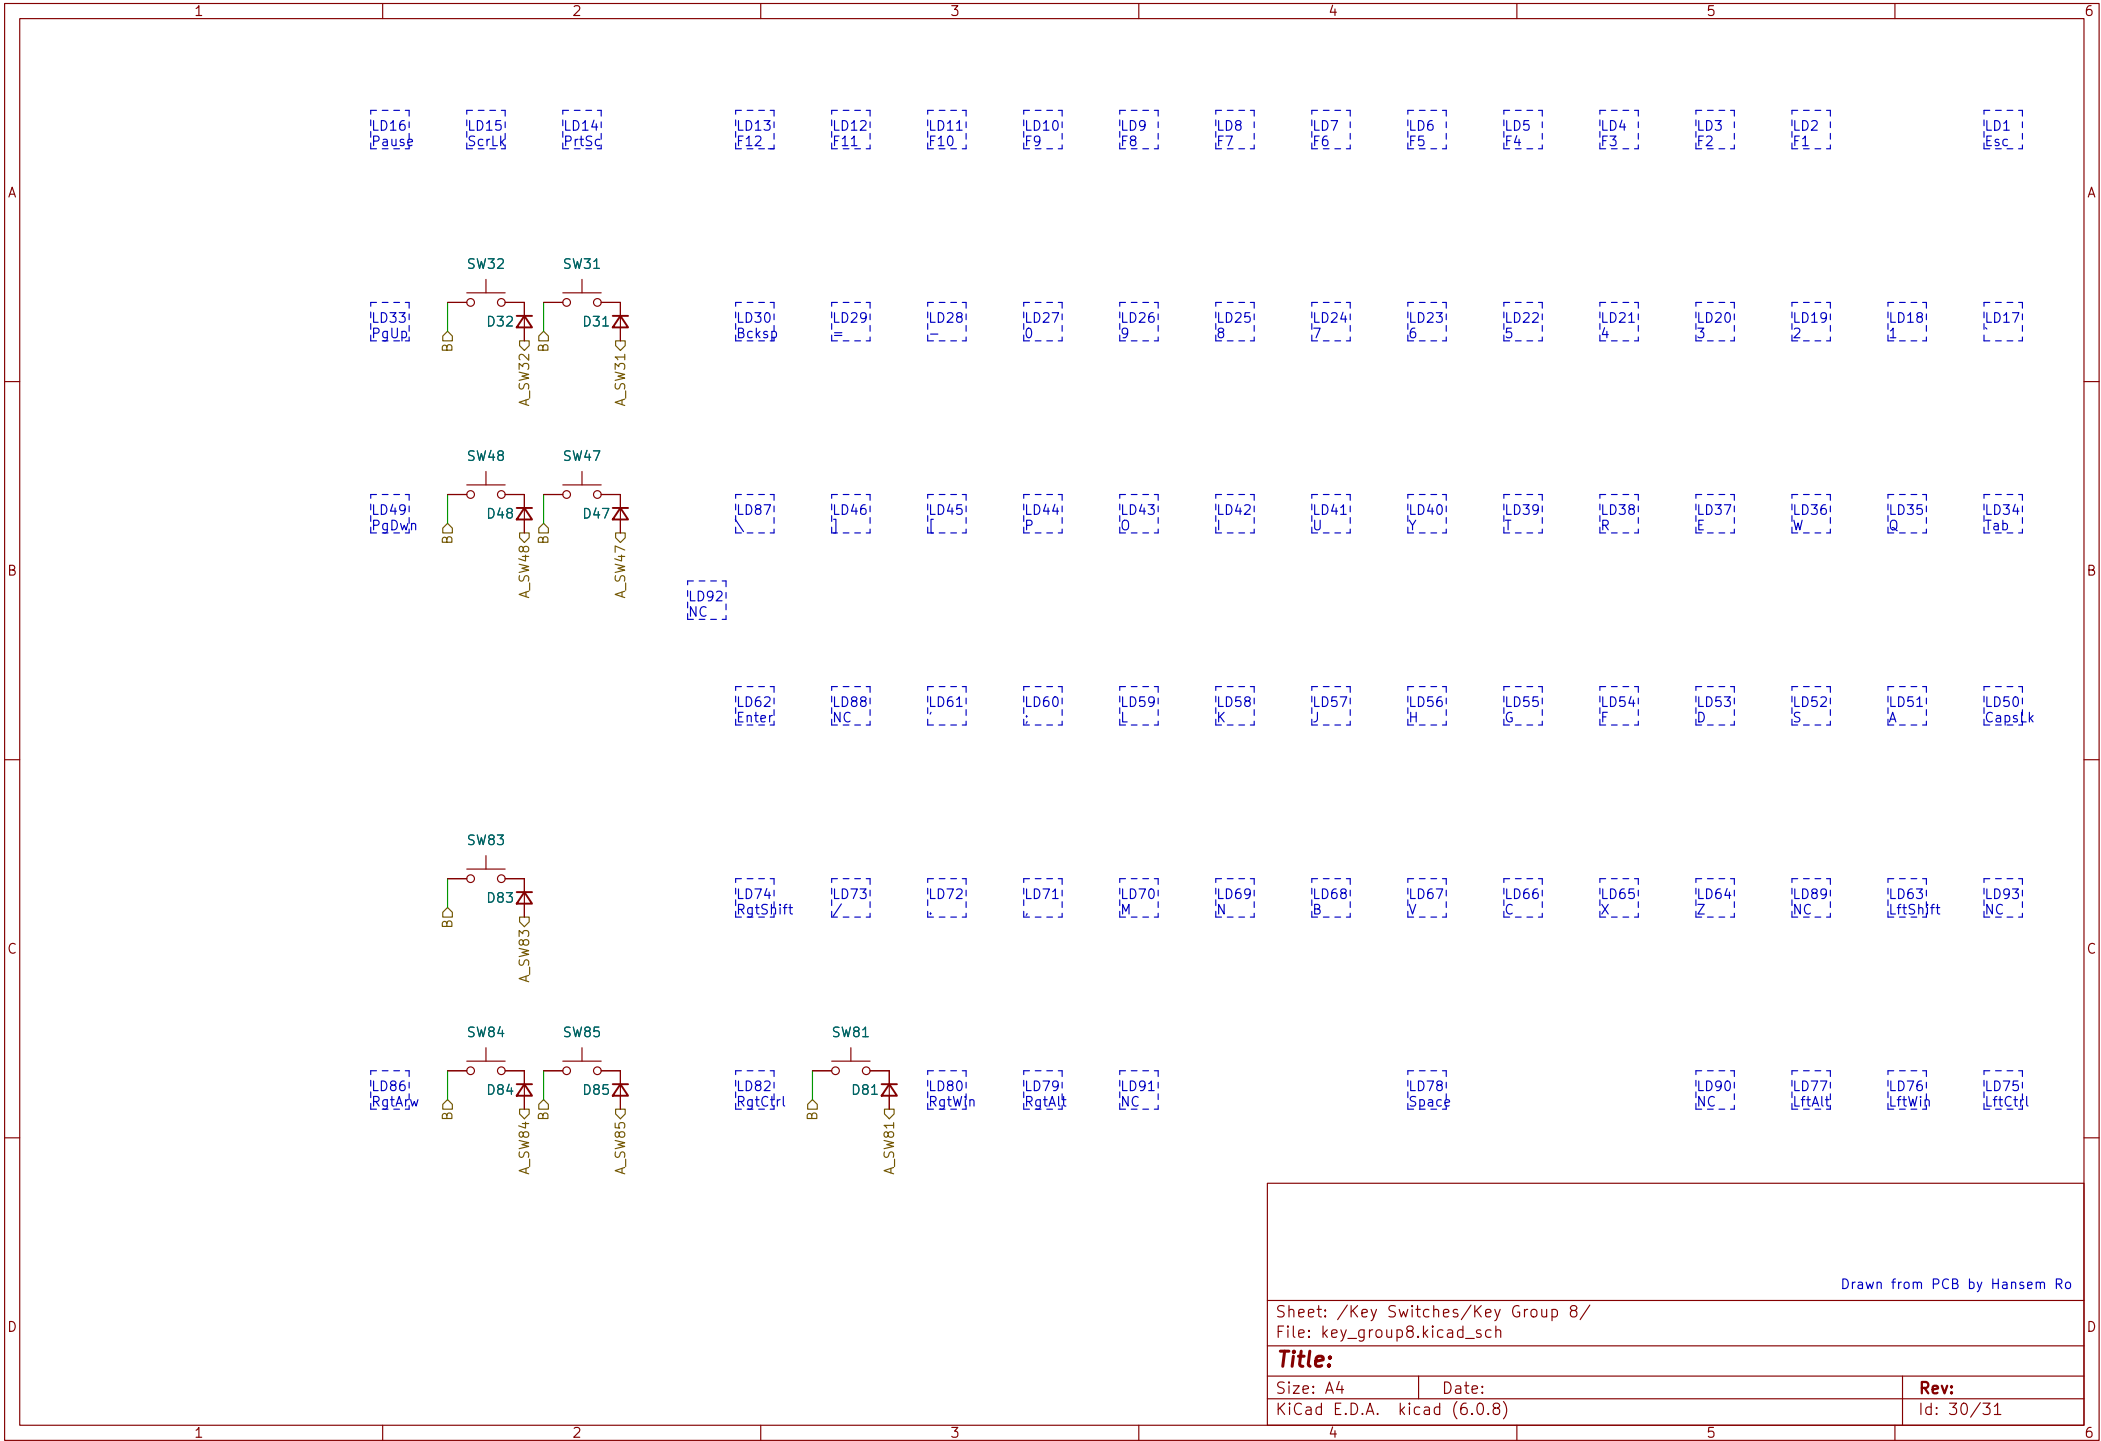 1 2 3 4 5 6
LD16 LD15 LD14 LD13 LD12 LD11 LD10 LD9 LD8 LD7 LD6 LD5 LD4 LD3 LD2 LD1
Pause ScrLk PrtSc F12 F11 F10 F9 F8 F7 F6 F5 F4 F3 F2 F1 Esc
A A
SW32 SW31
LD33 D32 D31 LD30 LD29 LD28 LD27 LD26 LD25 LD24 LD23 LD22 LD21 LD20 LD19 LD18 LD17
PgUp Bcksp = - 0 9 8 7 6 5 4 3 2 1 `
B B
A_SW32 A_SW31
SW48 SW47
LD49 D48 D47 LD87 LD46 LD45 LD44 LD43 LD42 LD41 LD40 LD39 LD38 LD37 LD36 LD35 LD34
PgDwn \ ] [ P O I U Y T R E W Q Tab
B B
A_SW48 A_SW47
B B
LD92
NC
LD62 LD88 LD61 LD60 LD59 LD58 LD57 LD56 LD55 LD54 LD53 LD52 LD51 LD50
Enter NC ' ; L K J H G F D S A CapsLk
SW83
D83 LD74 LD73 LD72 LD71 LD70 LD69 LD68 LD67 LD66 LD65 LD64 LD89 LD63 LD93
RgtShift / . , M N B V C X Z NC LftShift NC
B
A_SW83
C C
SW84 SW85 SW81
LD86 D84 D85 LD82 D81 LD80 LD79 LD91 LD78 LD90 LD77 LD76 LD75
RgtArw RgtCtrl RgtWin RgtAlt NC Space NC LftAlt LftWin LftCtrl
B B B
A_SW84 A_SW85 A_SW81
Drawn from PCB by Hansem Ro
Sheet: /Key Switches/Key Group 8/
File: key_group8.kicad_sch
D D
Title:
Size: A4 Date: Rev:
KiCad E.D.A. kicad (6.0.8) Id: 30/31
1 2 3 4 5 6